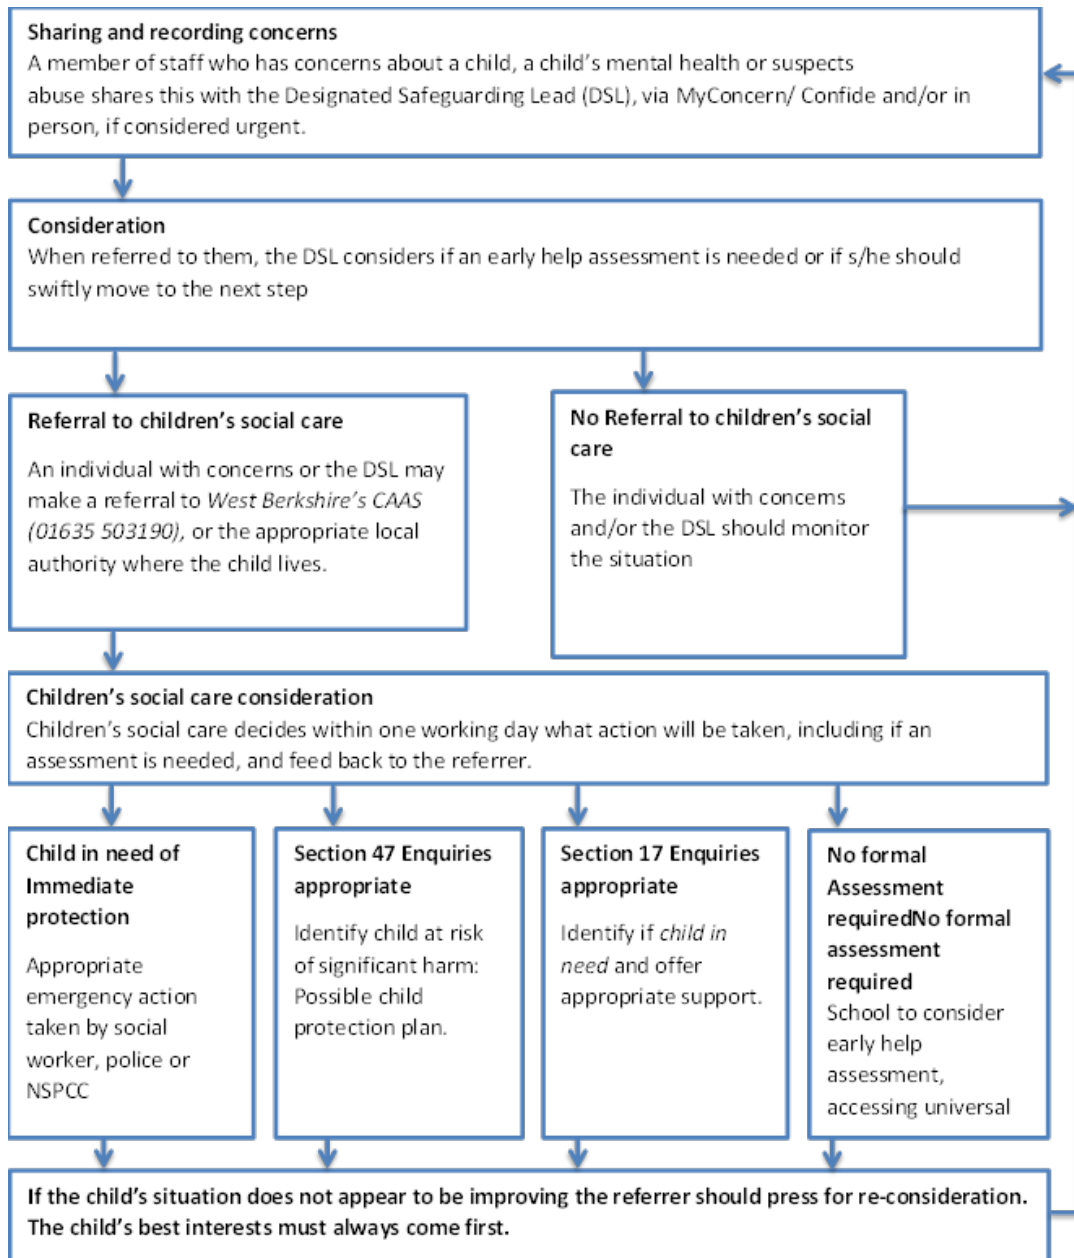 Sharing and recording concerns
A member of staff who has concerns about a child, a child's mental health or suspects
abuse shares this with the Designated Safeguarding Lead (DSL), via MyConcern/ Confide and/or in
person, if considered urgent.
Consideration
When referred to them, the DSL considers if an early help assessment is needed or if s/he should
swiftly move to the next step
Referral to children's social care
An individual with concerns or the DSL may
make a referral to West Berkshire's CAAS
(01635 503190), or the appropriate local
authority where the child lives.
No Referral to children's social
care
The individual with concerns
and/or the DSL should monitor
the situation
Children's social care consideration
Children's social care decides within one working day what action will be taken, including if an
assessment is needed, and feed back to the referrer.
Child in need of
Immediate
protection
Appropriate
emergency action
taken by social
worker, police or
NSPCC
Section 47 Enquiries
appropriate
Identify child at risk
of significant harm:
Possible child
protection plan.
Section 17 Enquiries
appropriate
Identify if child in
need and offer
appropriate support.
No formal
Assessment
requiredNo formal
assessment
required
School to consider
early help
assessment,
accessing universal
If the child's situation does not appear to be improving the referrer should press for re-consideration.
The child's best interests must always come first.